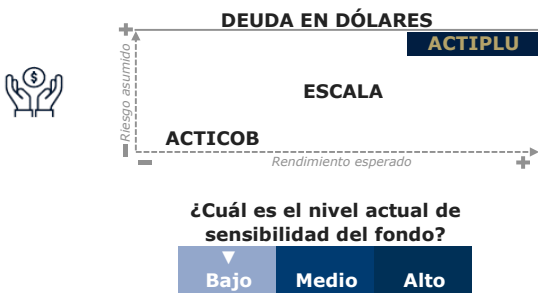 DEUDA EN DÓLARES
ACTIPLU
Riesgo asumido
ESCALA
ACTICOB
Rendimiento esperado
¿Cuál es el nivel actual de
sensibilidad del fondo?
Bajo Medio Alto